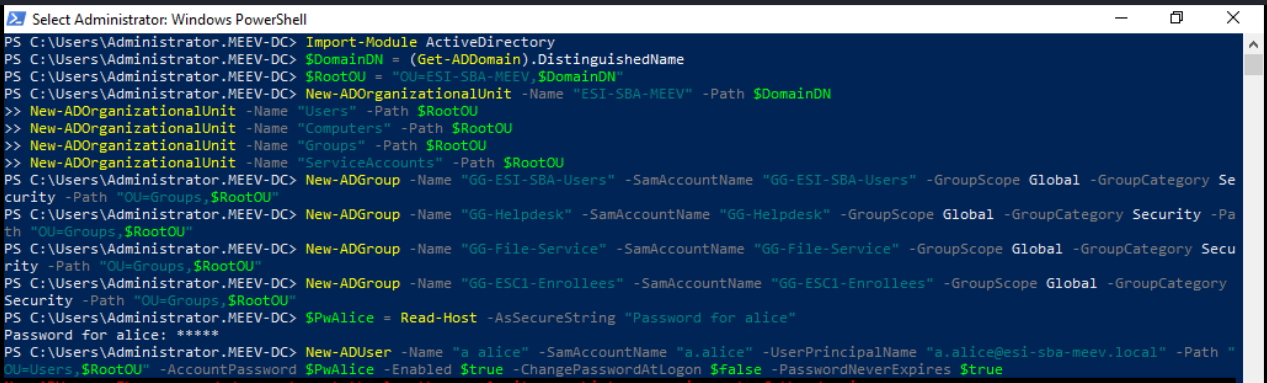 Select Administrator: Windows PowerShell
PS C:\Users\Administrator.MEEV-DC> Import-Module ActiveDirectory
PS C:\Users\Administrator.MEEV-DC> $DomainDN = (Get-ADDomain).DistinguishedName
PS C:\Users\Administrator.MEEV-DC> $RootOU = "OU=ESI-SBA-MEEV,$DomainDN"
PS C:\Users\Administrator.MEEV-DC> New-ADOrganizationalUnit -Name "ESI-SBA-MEEV" -Path $DomainDN
>> New-ADOrganizationalUnit -Name "Users" -Path $RootOU
>> New-ADOrganizationalUnit -Name "Computers" -Path $RootOU
>> New-ADOrganizationalUnit -Name "Groups" -Path $RootOU
>> New-ADOrganizationalUnit -Name "ServiceAccounts" -Path $RootOU
PS C:\Users\Administrator.MEEV-DC> New-ADGroup -Name "GG-ESI-SBA-Users" -SamAccountName "GG-ESI-SBA-Users" -GroupScope Global -GroupCategory Se
curity -Path "OU=Groups,$RootOU"
PS C:\Users\Administrator.MEEV-DC> New-ADGroup -Name "GG-Helpdesk" -SamAccountName "GG-Helpdesk" -GroupScope Global -GroupCategory Security -Pa
th "OU=Groups,$RootOU"
PS C:\Users\Administrator.MEEV-DC> New-ADGroup -Name "GG-File-Service" -SamAccountName "GG-File-Service" -GroupScope Global -GroupCategory Secu
rity -Path "OU=Groups,$RootOU"
PS C:\Users\Administrator.MEEV-DC> New-ADGroup -Name "GG-ESC1-Enrollees" -SamAccountName "GG-ESC1-Enrollees" -GroupScope Global -GroupCategory
Security -Path "OU=Groups,$RootOU"
PS C:\Users\Administrator.MEEV-DC> $PwAlice = Read-Host -AsSecureString "Password for alice"
Password for alice: *****
PS C:\Users\Administrator.MEEV-DC> New-ADUser -Name "a alice" -SamAccountName "a.alice" -UserPrincipalName "a.alice@esi-sba-meev.local" -Path "
OU=Users,$RootOU" -AccountPassword $PwAlice -Enabled $true -ChangePasswordAtLogon $false -PasswordNeverExpires $true